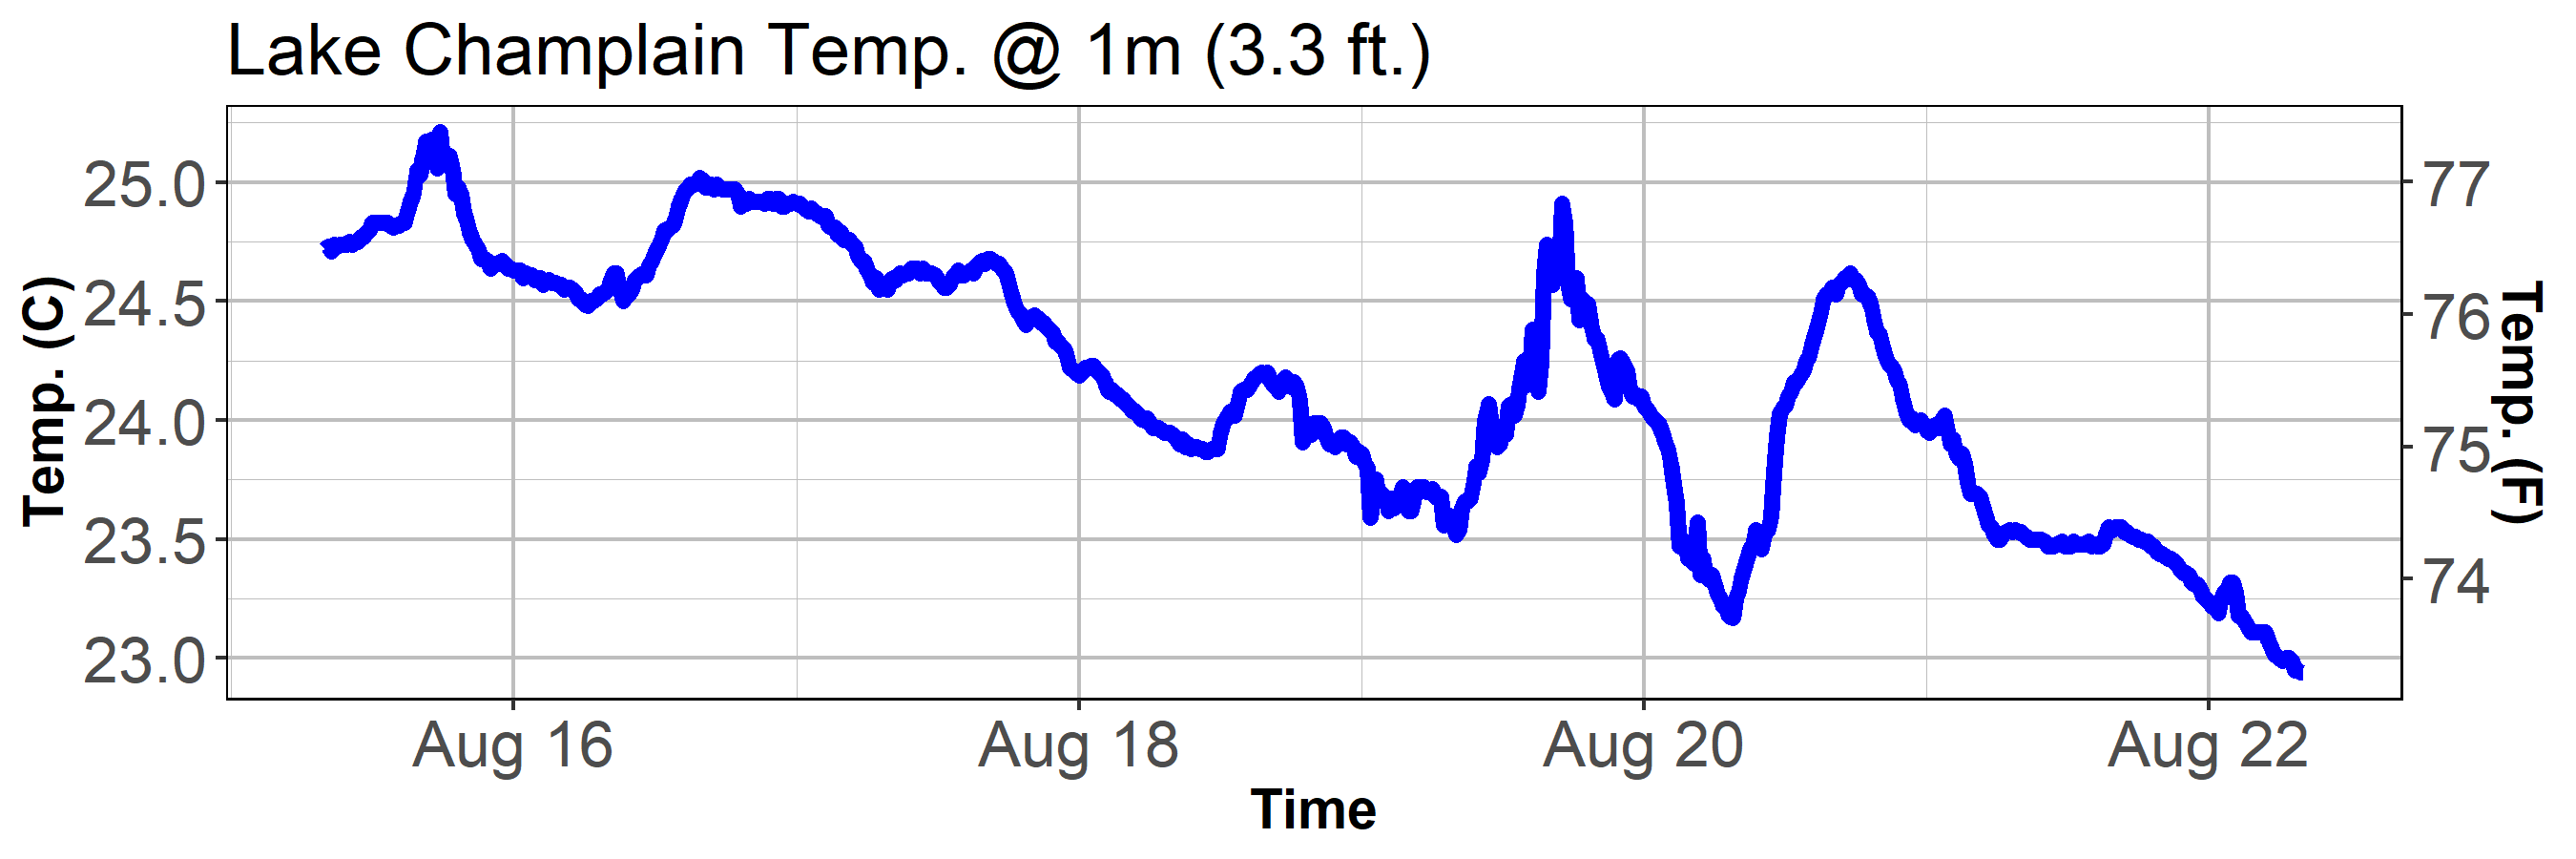 Lake Champlain Temp. @ 1m (3.3 ft.)
Temp. (C)
25.0
24.5
24.0
23.5
23.0
77
76
75
74
Temp. (F)
Aug 16 Aug 18 Aug 20 Aug 22
Time